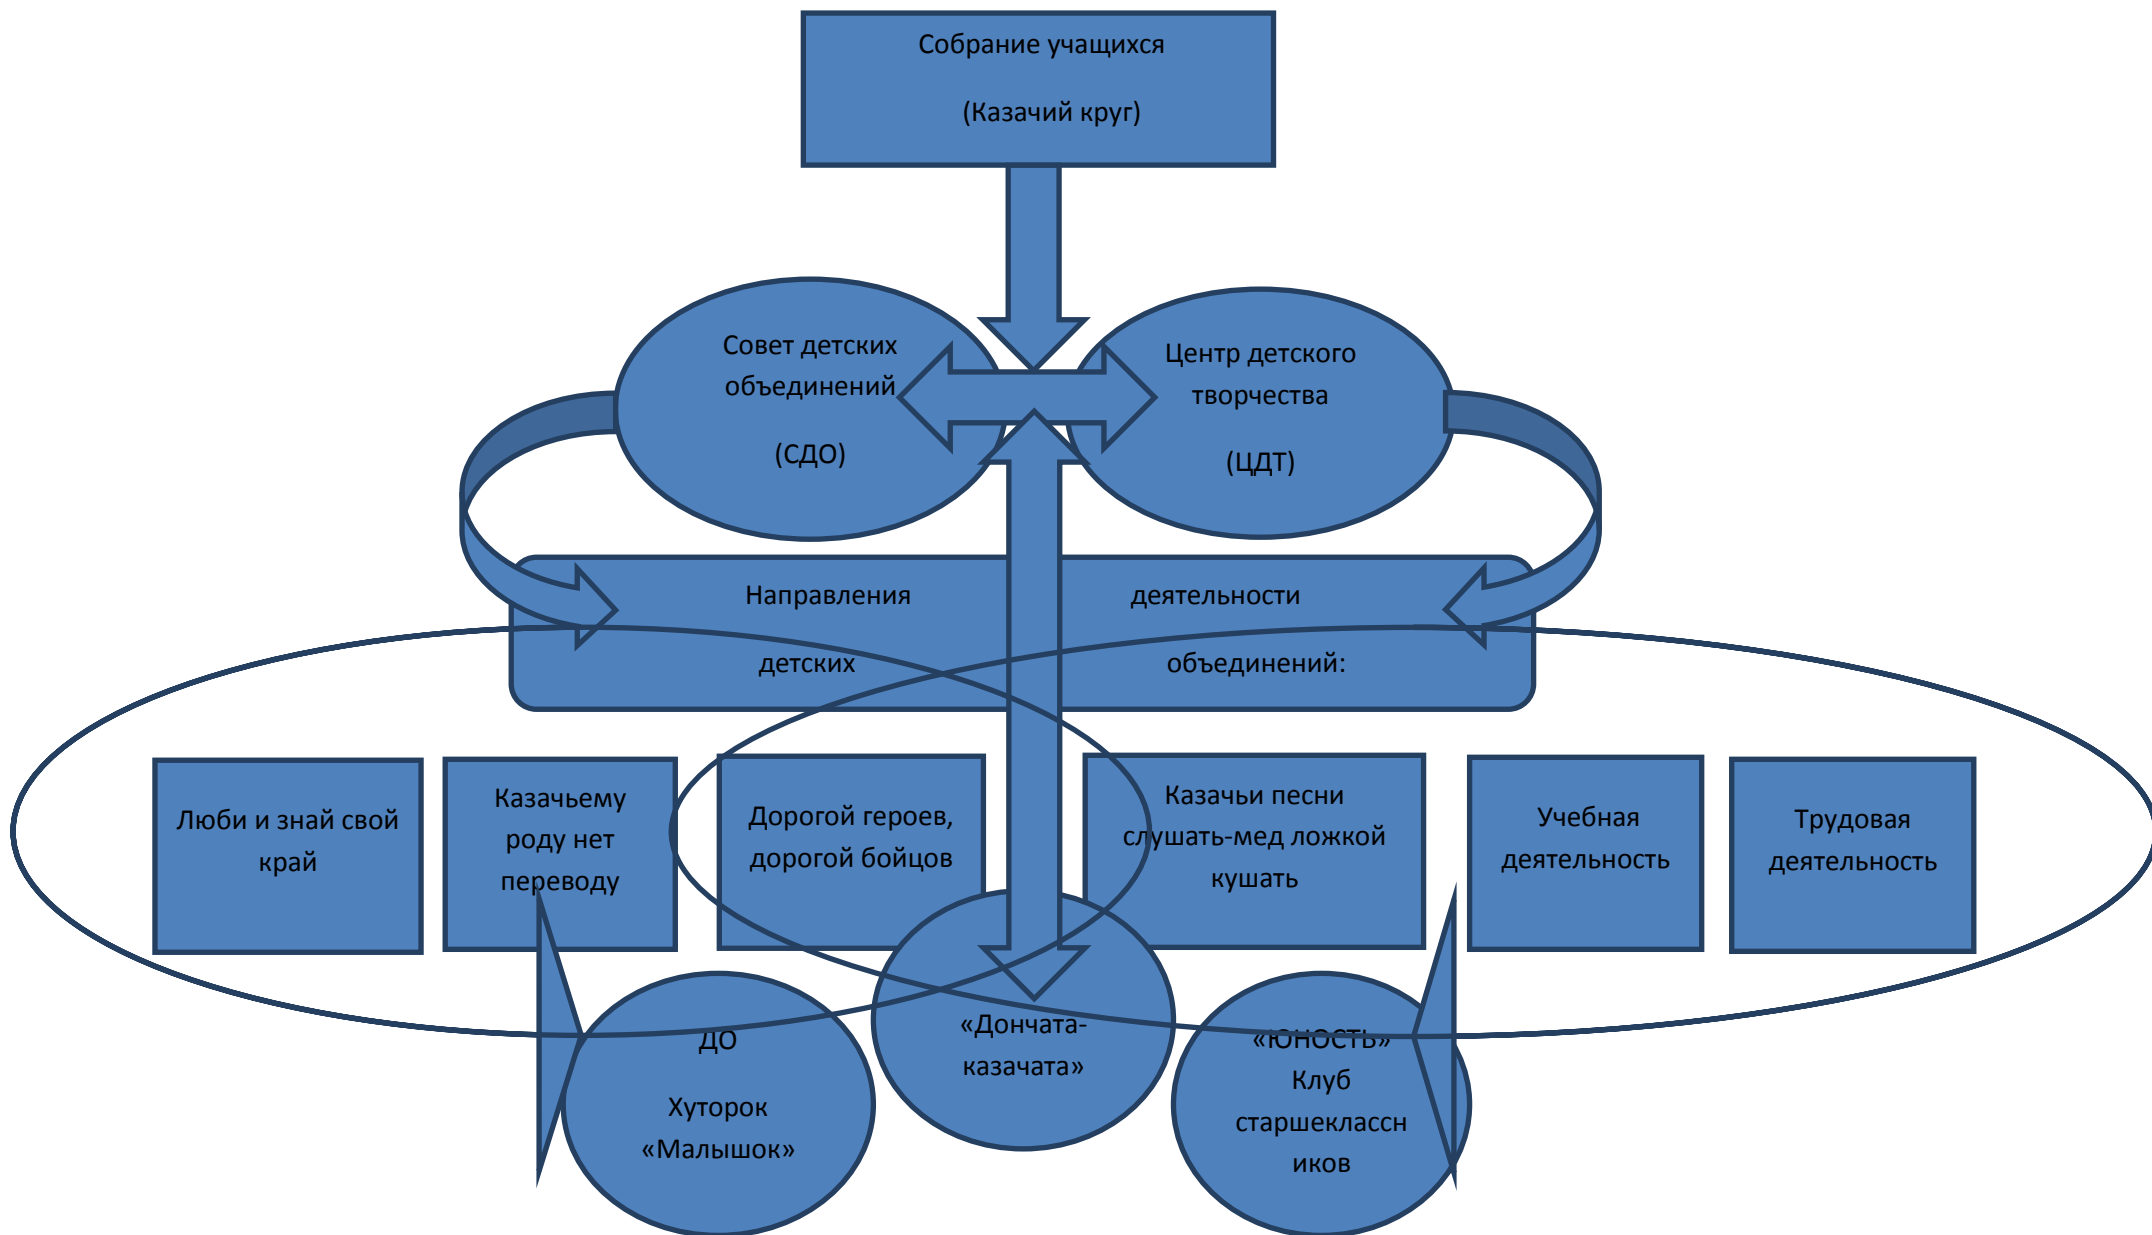 Собрание учащихся
(Казачий круг)
Совет детских
объединений
(СДО)
Центр детского
творчества
(ЦДТ)
Направления деятельности
детских объединений:
Люби и знай свой
край
Казачьему
роду нет
переводу
Дорогой героев,
дорогой бойцов
Казачьи песни
слушать-мед ложкой
кушать
Учебная
деятельность
Трудовая
деятельность
ДО
Хуторок
«Малышок»
«Дончата-
казачата»
«ЮНОСТЬ»
Клуб
старшеклассн
иков